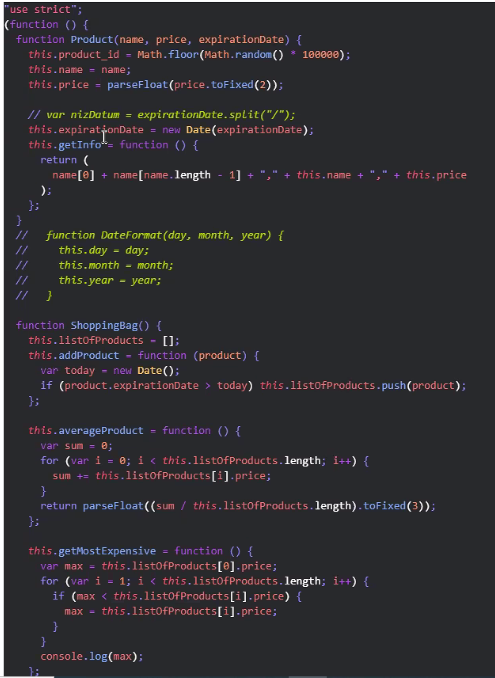 "use strict";
(function () {
  function Product(name, price, expirationDate) {
    this.product_id = Math.floor(Math.random() * 100000);
    this.name = name;
    this.price = parseFloat(price.toFixed(2));

    // var nizDatum = expirationDate.split("/");
    this.expirationDate = new Date(expirationDate);
    this.getInfo = function () {
      return (
        name[0] + name[name.length - 1] + "," + this.name + "," + this.price
      );
    };
  }
//   function DateFormat(day, month, year) {
//     this.day = day;
//     this.month = month;
//     this.year = year;
//   }

  function ShoppingBag() {
    this.listOfProducts = [];
    this.addProduct = function (product) {
      var today = new Date();
      if (product.expirationDate > today) this.listOfProducts.push(product);
    };

    this.averageProduct = function () {
      var sum = 0;
      for (var i = 0; i < this.listOfProducts.length; i++) {
        sum += this.listOfProducts[i].price;
      }
      return parseFloat((sum / this.listOfProducts.length).toFixed(3));
    };

    this.getMostExpensive = function () {
      var max = this.listOfProducts[0].price;
      for (var i = 1; i < this.listOfProducts.length; i++) {
        if (max < this.listOfProducts[i].price) {
          max = this.listOfProducts[i].price;
        }
      }
      console.log(max);
    };